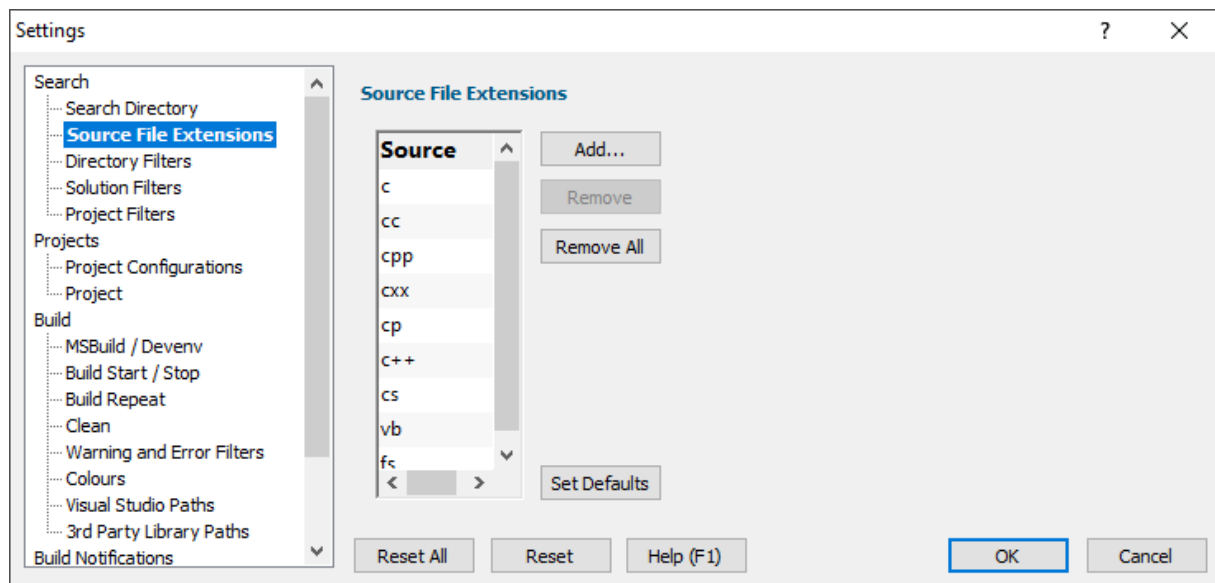 Settings
?
Search
Search Directory
Source File Extensions
Directory Filters
Solution Filters
Project Filters
Projects
Project Configurations
Project
Build
MSBuild / Devenv
Build Start / Stop
Build Repeat
Clean
Warning and Error Filters
Colours
Visual Studio Paths
3rd Party Library Paths
Build Notifications
Source File Extensions
Source
c
cc
cpp
cxx
cp
c++
cs
vb
fs
Add...
Remove
Remove All
Set Defaults
Reset All
Reset
Help (F1)
OK
Cancel